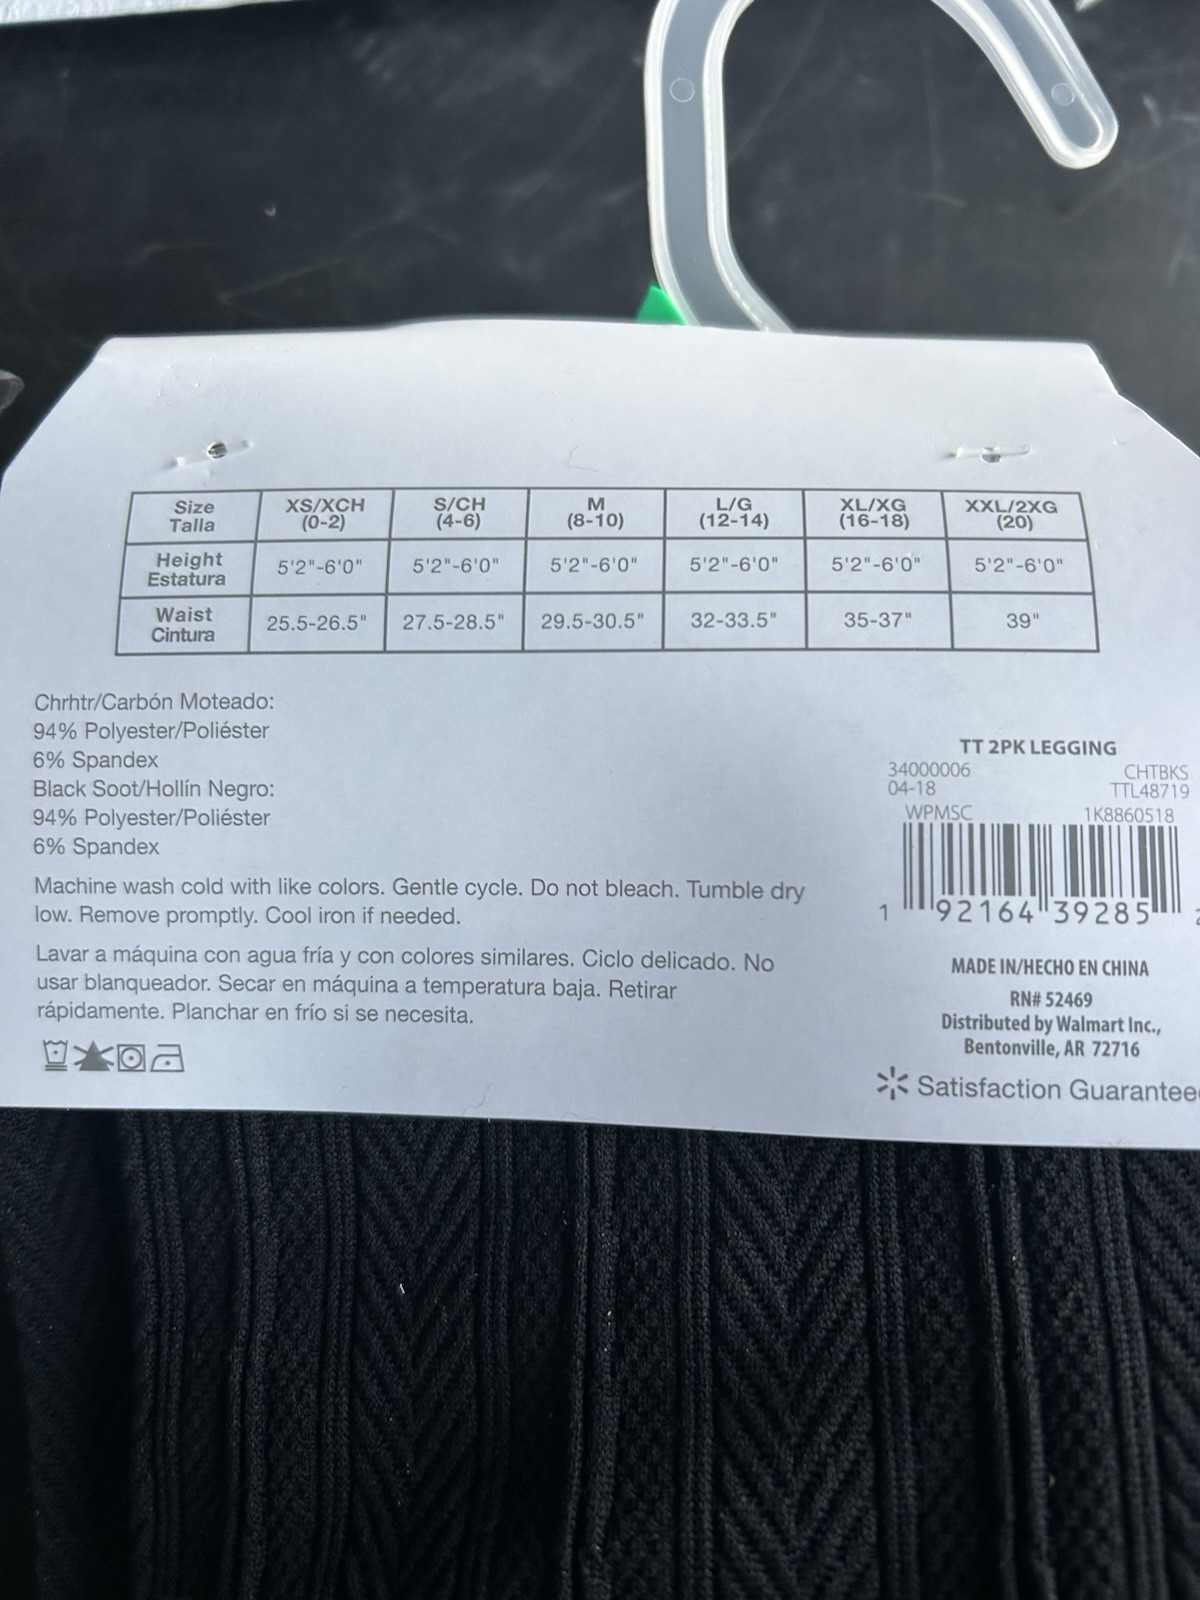 Size XS/XCH S/CH M L/G XL/XG XXL/2XG
Talla (0-2) (4-6) (8-10) (12-14) (16-18) (20)
Height 5'2"-6'0" 5'2"-6'0" 5'2"-6'0" 5'2"-6'0" 5'2"-6'0" 5'2"-6'0"
Estatura
Waist 25.5-26.5" 27.5-28.5" 29.5-30.5" 32-33.5" 35-37" 39"
Cintura
Chrhtr/Carbón Moteado:
94% Polyester/Poliéster
6% Spandex
Black Soot/Hollín Negro:
94% Polyester/Poliéster
6% Spandex
Machine wash cold with like colors. Gentle cycle. Do not bleach. Tumble dry
low. Remove promptly. Cool iron if needed.
Lavar a máquina con agua fría y con colores similares. Ciclo delicado. No
usar blanqueador. Secar en máquina a temperatura baja. Retirar
rápidamente. Planchar en frío si se necesita.
TT 2PK LEGGING
34000006 CHTBKS
04-18 TTL48719
WPMSC 1K8860518
1 92164 39285 2
MADE IN/HECHO EN CHINA
RN# 52469
Distributed by Walmart Inc.,
Bentonville, AR 72716
Satisfaction Guarantee